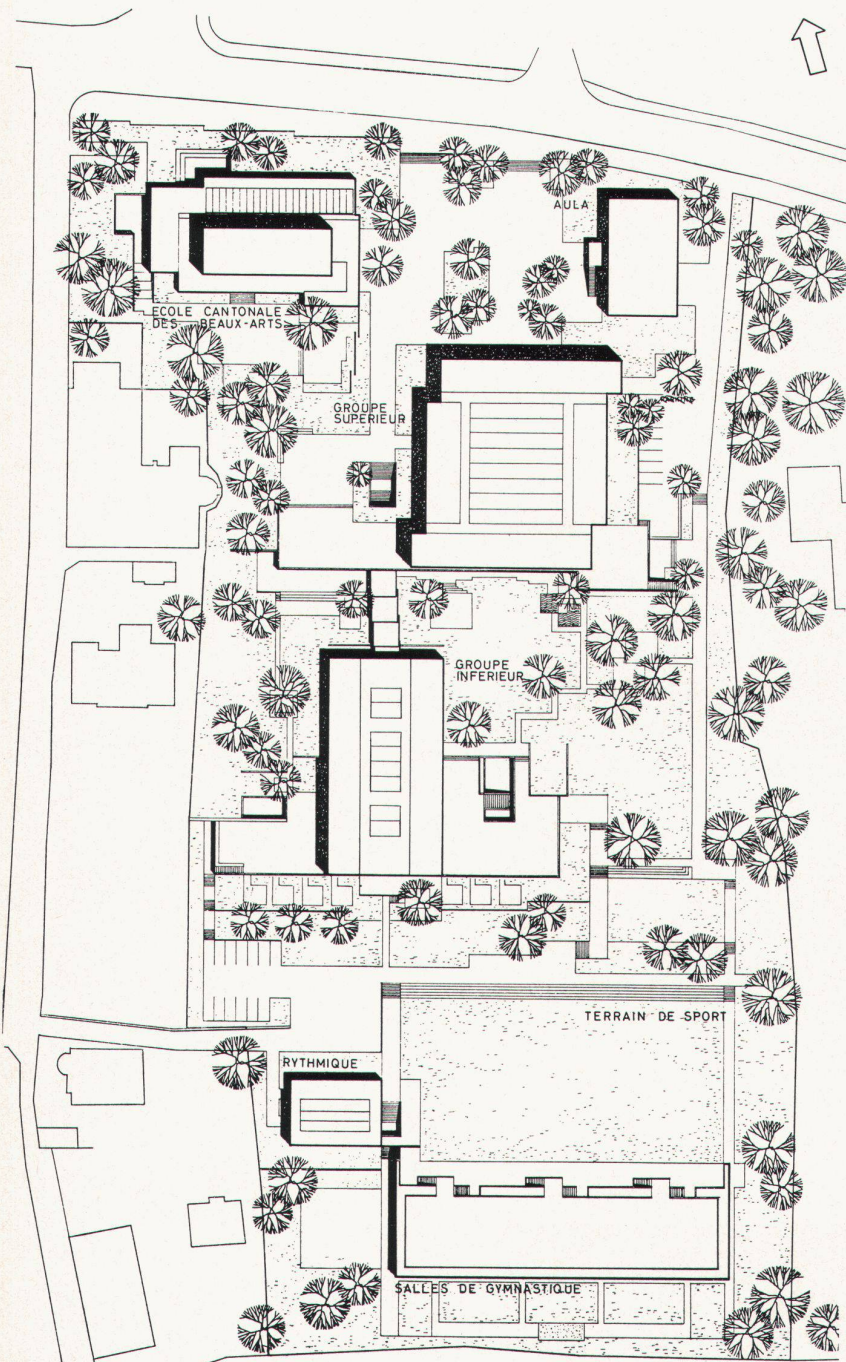 AULA
ECOLE CANTONALE
DES BEAUX-ARTS
GROUPE
SUPERIEUR
GROUPE
INFERIEUR
TERRAIN DE SPORT
RYTHMIQUE
SALLES DE GYMNASTIQUE